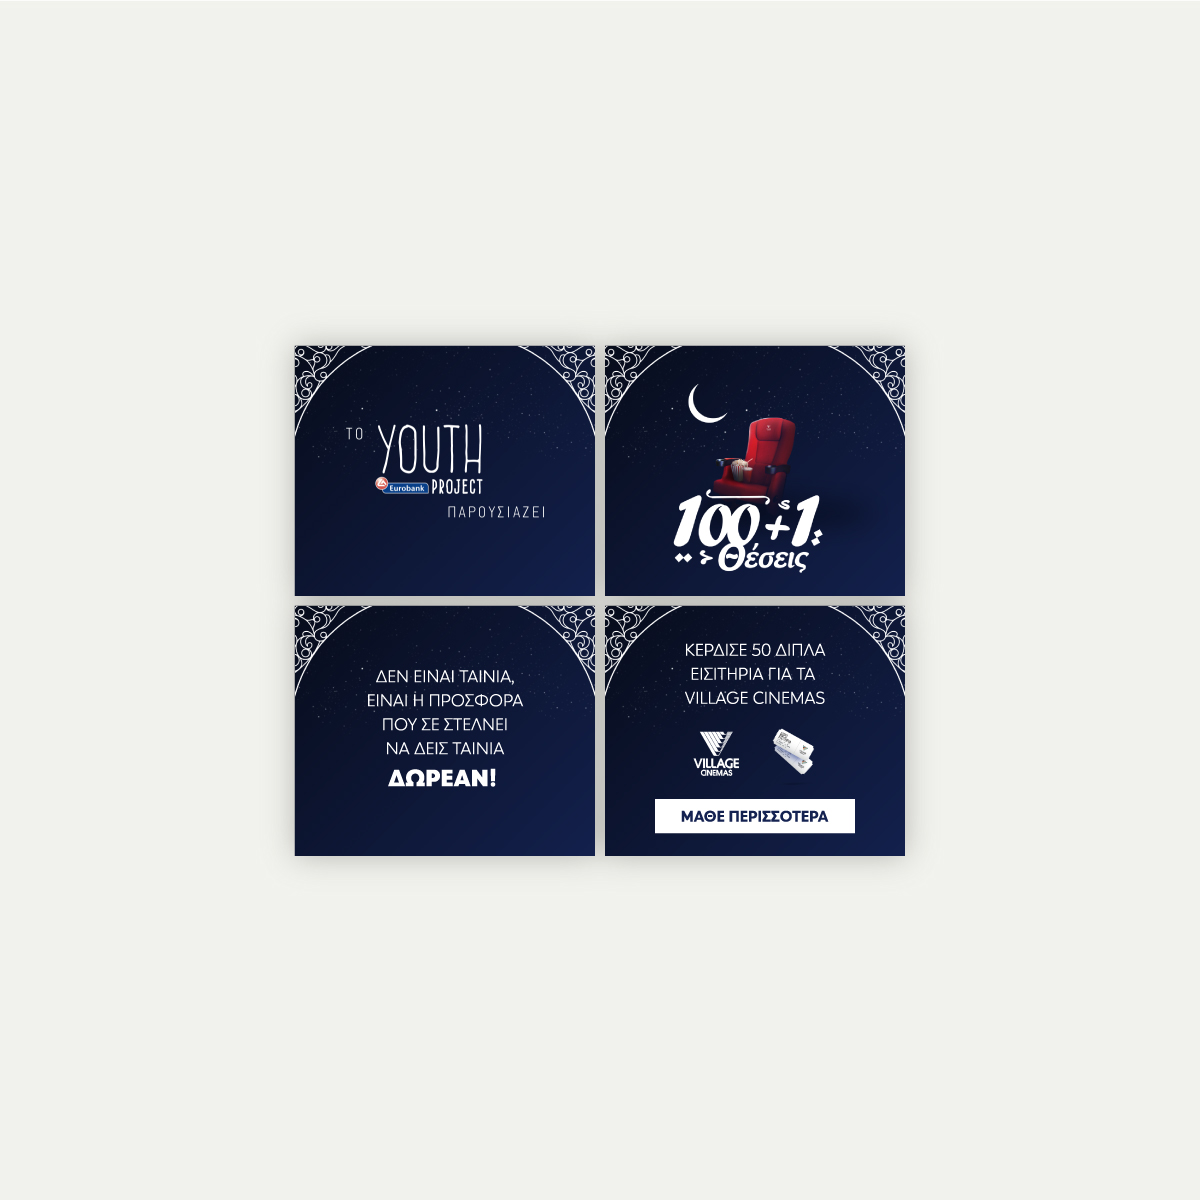 ΤΟ YOUTH
Eurobank PROJECT
ΠΑΡΟΥΣΙΑΖΕΙ
100+1
Θέσεις
ΔΕΝ ΕΙΝΑΙ ΤΑΙΝΙΑ,
ΕΙΝΑΙ Η ΠΡΟΣΦΟΡΑ
ΠΟΥ ΣΕ ΣΤΕΛΝΕΙ
ΝΑ ΔΕΙΣ ΤΑΙΝΙΑ
ΔΩΡΕΑΝ!
ΚΕΡΔΙΣΕ 50 ΔΙΠΛΑ
ΕΙΣΙΤΗΡΙΑ ΓΙΑ ΤΑ
VILLAGE CINEMAS
VILLAGE
CINEMAS
ΜΑΘΕ ΠΕΡΙΣΣΟΤΕΡΑ